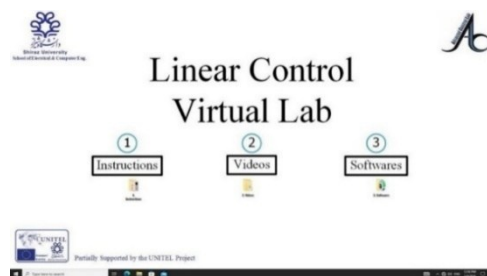 Shiraz University
School of Electrical & Computer Eng.
Linear Control
Virtual Lab
1
2
3
Instructions
Videos
Softwares
UNITEL
Partially Supported by the UNITEL Project